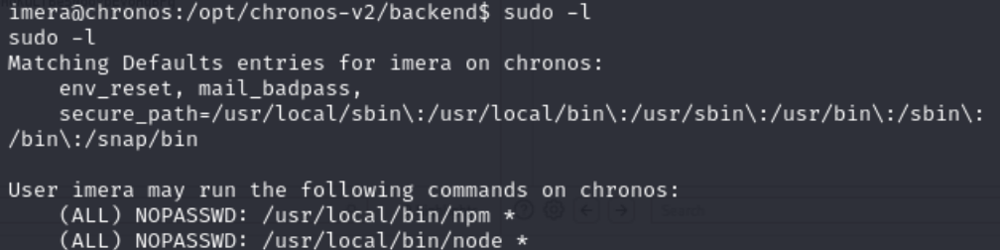 imera@chronos:/opt/chronos-v2/backend$ sudo -l
sudo -l
Matching Defaults entries for imera on chronos:
    env_reset, mail_badpass,
    secure_path=/usr/local/sbin\:/usr/local/bin\:/usr/sbin\:/usr/bin\:/sbin\:
/bin\:/snap/bin

User imera may run the following commands on chronos:
    (ALL) NOPASSWD: /usr/local/bin/npm *
Search
    (ALL) NOPASSWD: /usr/local/bin/node *